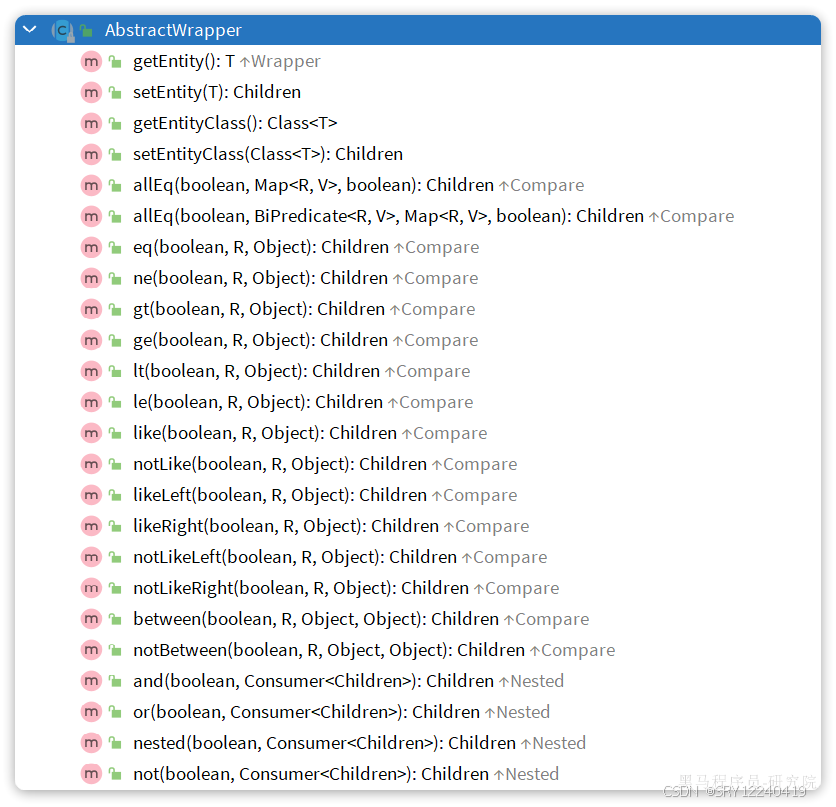 AbstractWrapper
getEntity(): T ↑Wrapper
setEntity(T): Children
getEntityClass(): Class<T>
setEntityClass(Class<T>): Children
allEq(boolean, Map<R, V>, boolean): Children ↑Compare
allEq(boolean, BiPredicate<R, V>, Map<R, V>, boolean): Children ↑Compare
eq(boolean, R, Object): Children ↑Compare
ne(boolean, R, Object): Children ↑Compare
gt(boolean, R, Object): Children ↑Compare
ge(boolean, R, Object): Children ↑Compare
lt(boolean, R, Object): Children ↑Compare
le(boolean, R, Object): Children ↑Compare
like(boolean, R, Object): Children ↑Compare
notLike(boolean, R, Object): Children ↑Compare
likeLeft(boolean, R, Object): Children ↑Compare
likeRight(boolean, R, Object): Children ↑Compare
notLikeLeft(boolean, R, Object): Children ↑Compare
notLikeRight(boolean, R, Object): Children ↑Compare
between(boolean, R, Object, Object): Children ↑Compare
notBetween(boolean, R, Object, Object): Children ↑Compare
and(boolean, Consumer<Children>): Children ↑Nested
or(boolean, Consumer<Children>): Children ↑Nested
nested(boolean, Consumer<Children>): Children ↑Nested
not(boolean, Consumer<Children>): Children ↑Nested
黑马程序员-研究院
CSDN @SRY12240419